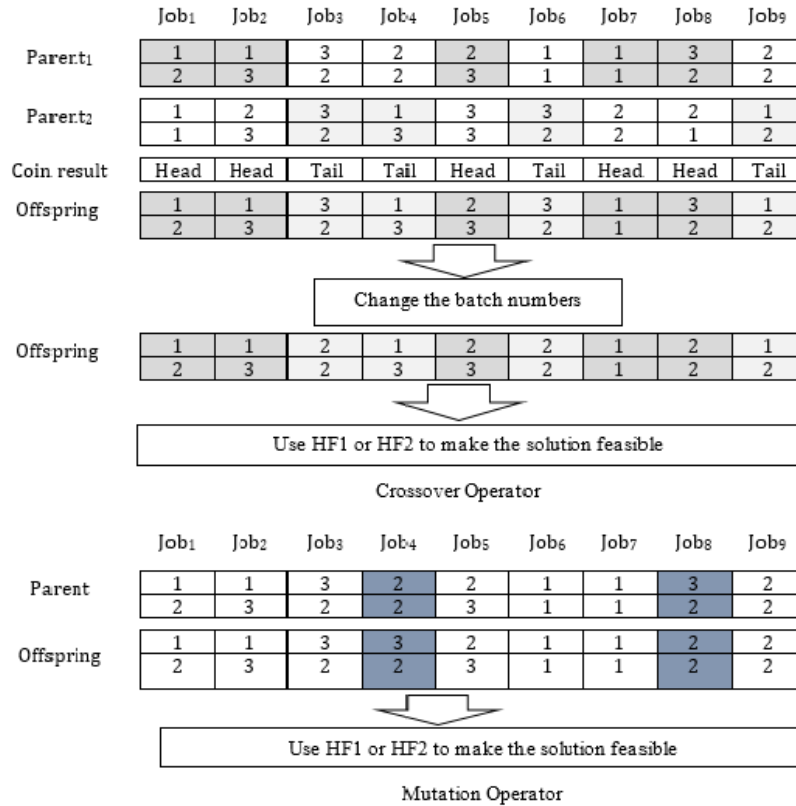 Job1 Job2 Job3 Job4 Job5 Job6 Job7 Job8 Job9
Parent1
1 1 3 2 2 1 1 3 2
2 3 2 2 3 1 1 2 2
Parent2
1 2 3 1 3 3 2 2 1
1 3 2 3 3 2 2 1 2
Coin result Head Head Tail Tail Head Tail Head Head Tail
Offspring
1 1 3 1 2 3 1 3 1
2 3 2 3 3 2 1 2 2
Change the batch numbers
Offspring
1 1 2 1 2 2 1 2 1
2 3 2 3 3 2 1 2 2
Use HF1 or HF2 to make the solution feasible
Crossover Operator
Job1 Job2 Job3 Job4 Job5 Job6 Job7 Job8 Job9
Parent
1 1 3 2 2 1 1 3 2
2 3 2 2 3 1 1 2 2
Offspring
1 1 3 3 2 1 1 2 2
2 3 2 2 3 1 1 2 2
Use HF1 or HF2 to make the solution feasible
Mutation Operator